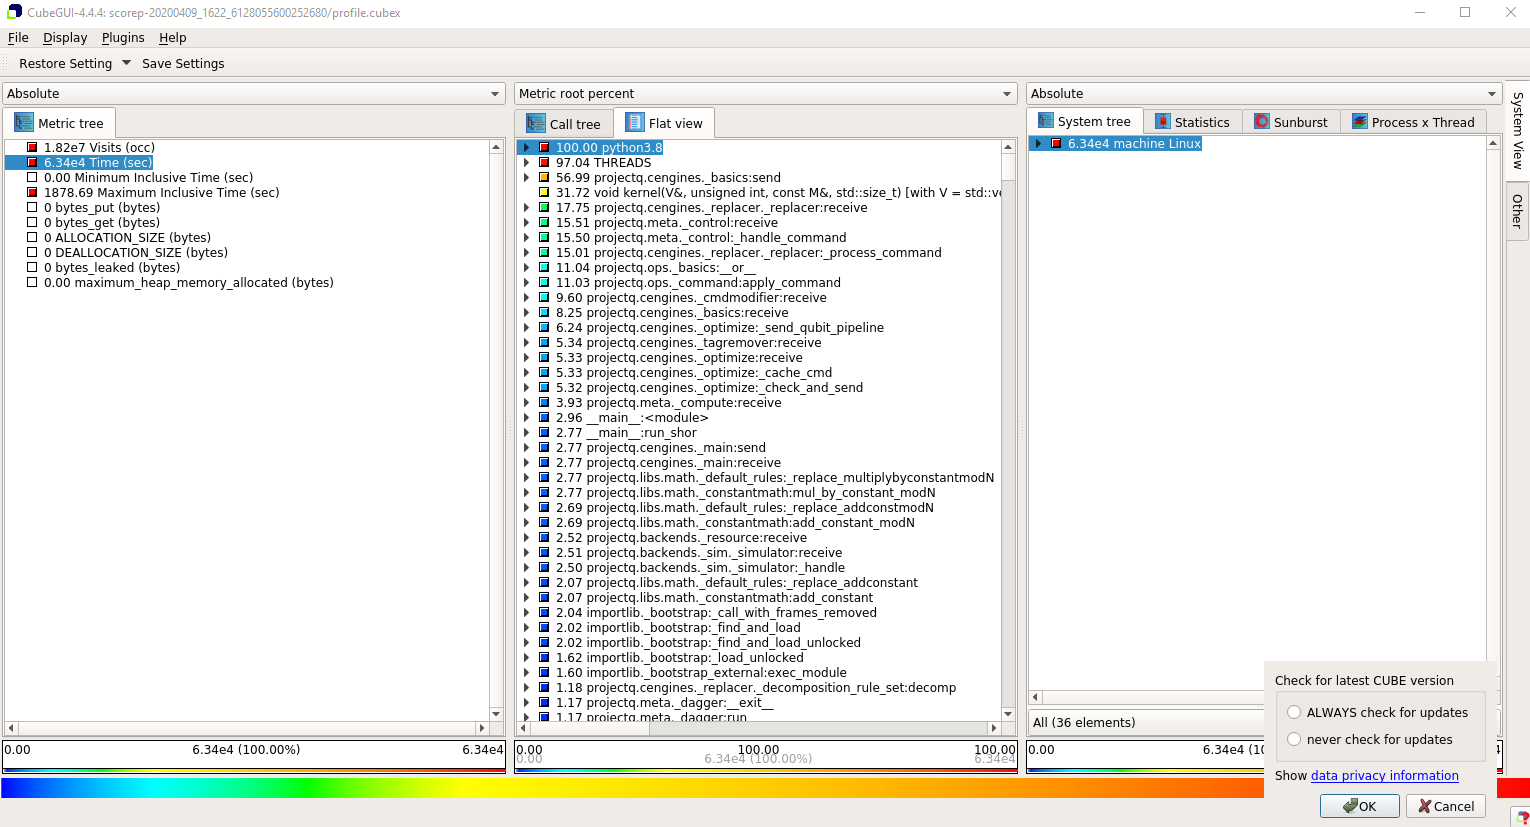 CubeGUI-4.4.4: scorep-20200409_1622_6128055600252680/profile.cubex
File Display Plugins Help
Restore Setting Save Settings
Absolute
Metric tree
1.82e7 Visits (occ)
6.34e4 Time (sec)
0.00 Minimum Inclusive Time (sec)
1878.69 Maximum Inclusive Time (sec)
0 bytes_put (bytes)
0 bytes_get (bytes)
0 ALLOCATION_SIZE (bytes)
0 DEALLOCATION_SIZE (bytes)
0 bytes_leaked (bytes)
0.00 maximum_heap_memory_allocated (bytes)
0.00 6.34e4 (100.00%) 6.34e4
Metric root percent
Call tree Flat view
100.00 python3.8
97.04 THREADS
56.99 projectq.cengines._basics:send
31.72 void kernel(V&, unsigned int, const M&, std::size_t) [with V = std::ve
17.75 projectq.cengines._replacer._replacer:receive
15.51 projectq.meta._control:receive
15.50 projectq.meta._control:_handle_command
15.01 projectq.cengines._replacer._replacer:_process_command
11.04 projectq.ops._basics:__or__
11.03 projectq.ops._command:apply_command
9.60 projectq.cengines._cmdmodifier:receive
8.25 projectq.cengines._basics:receive
6.24 projectq.cengines._optimize:_send_qubit_pipeline
5.34 projectq.cengines._tagremover:receive
5.33 projectq.cengines._optimize:receive
5.33 projectq.cengines._optimize:_cache_cmd
5.32 projectq.cengines._optimize:_check_and_send
3.93 projectq.meta._compute:receive
2.96 __main__:<module>
2.77 __main__:run_shor
2.77 projectq.cengines._main:send
2.77 projectq.cengines._main:receive
2.77 projectq.libs.math._default_rules:_replace_multiplybyconstantmodN
2.77 projectq.libs.math._constantmath:mul_by_constant_modN
2.69 projectq.libs.math._default_rules:_replace_addconstmodN
2.69 projectq.libs.math._constantmath:add_constant_modN
2.52 projectq.backends._resource:receive
2.51 projectq.backends._sim._simulator:receive
2.50 projectq.backends._sim._simulator:_handle
2.07 projectq.libs.math._default_rules:_replace_addconstant
2.07 projectq.libs.math._constantmath:add_constant
2.04 importlib._bootstrap:_call_with_frames_removed
2.02 importlib._bootstrap:_find_and_load
2.02 importlib._bootstrap:_find_and_load_unlocked
1.62 importlib._bootstrap:_load_unlocked
1.60 importlib._bootstrap_external:exec_module
1.18 projectq.cengines._replacer._decomposition_rule_set:decomp
1.17 projectq.meta._dagger:__exit__
1.17 projectq.meta._dagger:run
0.00 100.00 100.00
0.00 6.34e4 (100.00%) 6.34e4
Absolute
System tree Statistics Sunburst Process x Thread
6.34e4 machine Linux
All (36 elements)
0.00 6.34e4 (10
System View
Other
Check for latest CUBE version
ALWAYS check for updates
never check for updates
Show data privacy information
OK Cancel